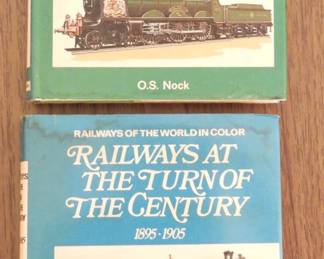 O.S. Nock
RAILWAYS OF THE WORLD IN COLOR
RAILWAYS AT
THE TURN OF
THE CENTURY
1895-1905